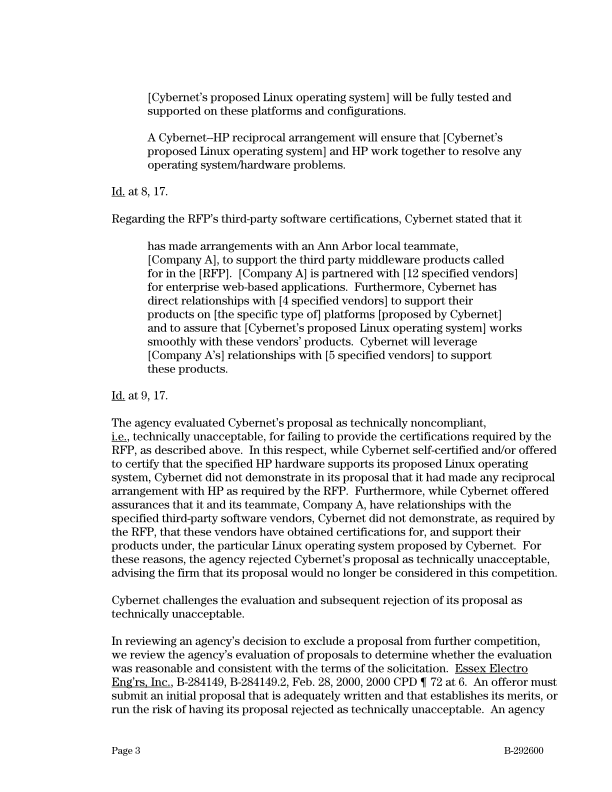 [Cybernet's proposed Linux operating system] will be fully tested and
supported on these platforms and configurations.
A Cybernet–HP reciprocal arrangement will ensure that [Cybernet's
proposed Linux operating system] and HP work together to resolve any
operating system/hardware problems.
Id. at 8, 17.
Regarding the RFP's third-party software certifications, Cybernet stated that it
has made arrangements with an Ann Arbor local teammate,
[Company A], to support the third party middleware products called
for in the [RFP].  [Company A] is partnered with [12 specified vendors]
for enterprise web-based applications.  Furthermore, Cybernet has
direct relationships with [4 specified vendors] to support their
products on [the specific type of] platforms [proposed by Cybernet]
and to assure that [Cybernet's proposed Linux operating system] works
smoothly with these vendors' products.  Cybernet will leverage
[Company A's] relationships with [5 specified vendors] to support
these products.
Id. at 9, 17.
The agency evaluated Cybernet's proposal as technically noncompliant,
i.e., technically unacceptable, for failing to provide the certifications required by the
RFP, as described above.  In this respect, while Cybernet self-certified and/or offered
to certify that the specified HP hardware supports its proposed Linux operating
system, Cybernet did not demonstrate in its proposal that it had made any reciprocal
arrangement with HP as required by the RFP.  Furthermore, while Cybernet offered
assurances that it and its teammate, Company A, have relationships with the
specified third-party software vendors, Cybernet did not demonstrate, as required by
the RFP, that these vendors have obtained certifications for, and support their
products under, the particular Linux operating system proposed by Cybernet.  For
these reasons, the agency rejected Cybernet's proposal as technically unacceptable,
advising the firm that its proposal would no longer be considered in this competition.
Cybernet challenges the evaluation and subsequent rejection of its proposal as
technically unacceptable.
In reviewing an agency's decision to exclude a proposal from further competition,
we review the agency's evaluation of proposals to determine whether the evaluation
was reasonable and consistent with the terms of the solicitation.  Essex Electro
Eng'rs, Inc., B-284149, B-284149.2, Feb. 28, 2000, 2000 CPD ¶ 72 at 6.  An offeror must
submit an initial proposal that is adequately written and that establishes its merits, or
run the risk of having its proposal rejected as technically unacceptable.  An agency
Page 3 B-292600